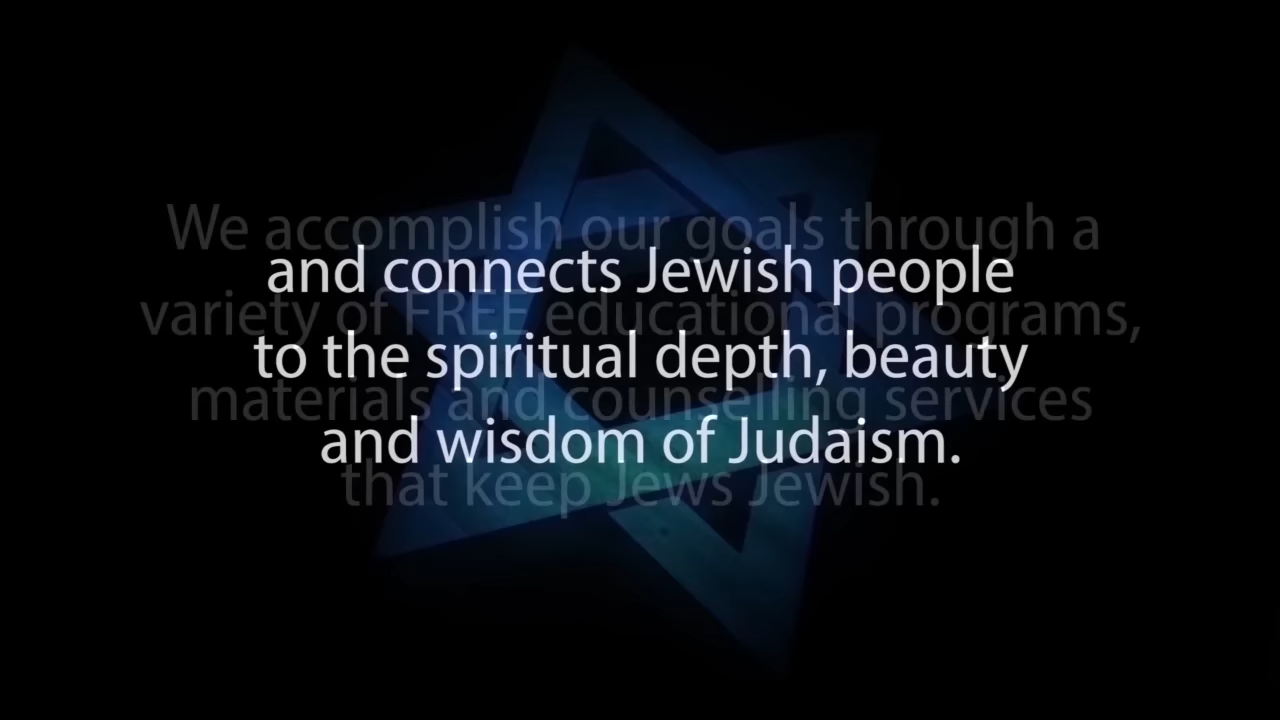 We accomplish our goals through a
and connects Jewish people
variety of FREE educational programs,
to the spiritual depth, beauty
materials and counselling services
and wisdom of Judaism.
that keep Jews Jewish.